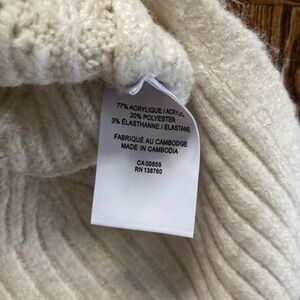 77% ACRYLIQUE / ACRYLIC
20% POLYESTER
3% ÉLASTHANNE / ELASTANE
FABRIQUÉ AU CAMBODGE
MADE IN CAMBODIA
CA 00655
RN 138760